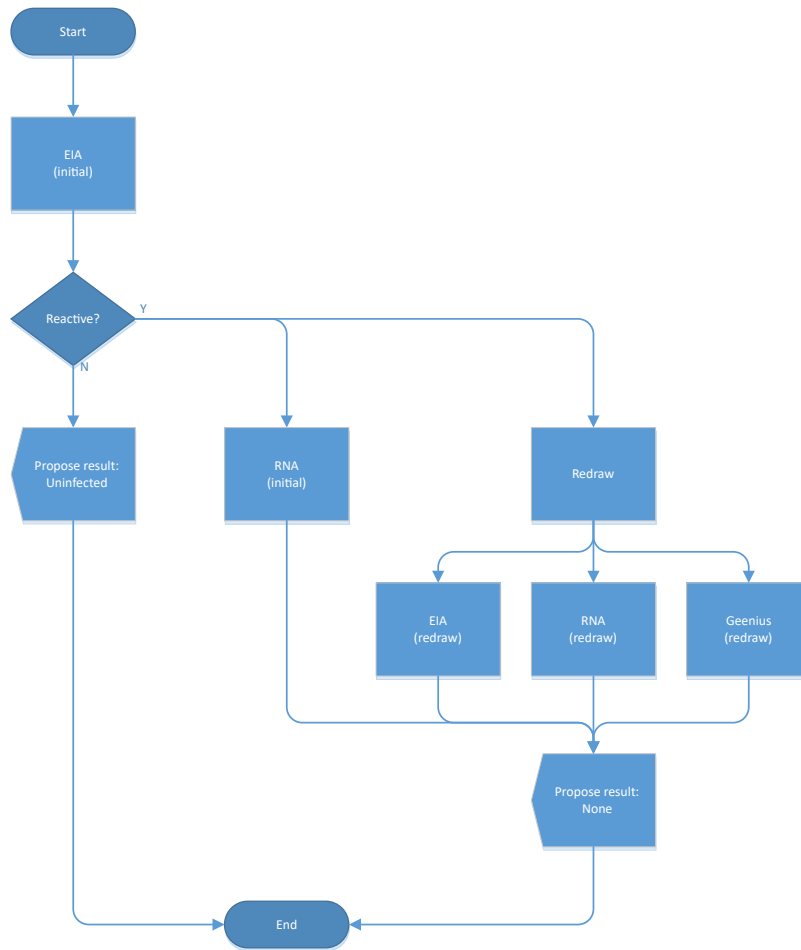 Start
EIA
(initial)
Reactive?
Y
N
Propose result:
Uninfected
RNA
(initial)
Redraw
EIA
(redraw)
RNA
(redraw)
Geenius
(redraw)
Propose result:
None
End